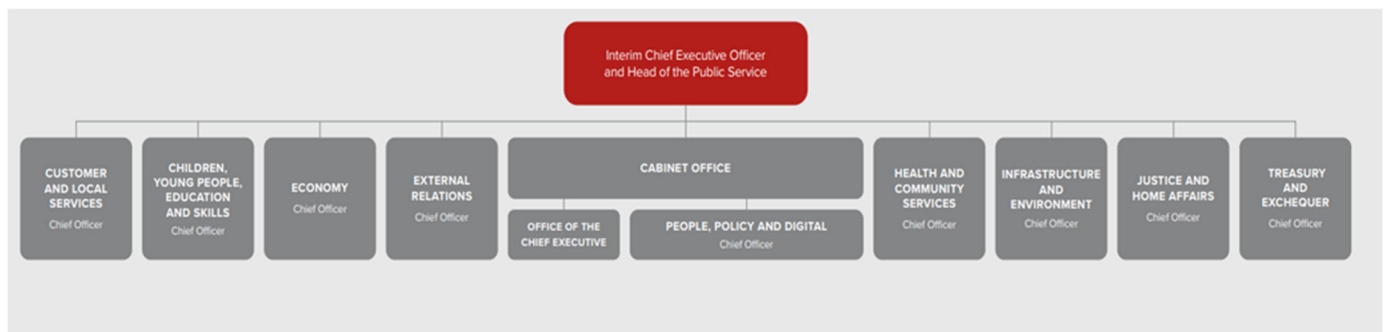 Interim Chief Executive Officer
and Head of the Public Service
CUSTOMER
AND LOCAL
SERVICES
Chief Officer
CHILDREN,
YOUNG PEOPLE,
EDUCATION
AND SKILLS
Chief Officer
ECONOMY
Chief Officer
EXTERNAL
RELATIONS
Chief Officer
CABINET OFFICE
OFFICE OF THE
CHIEF EXECUTIVE
PEOPLE, POLICY AND DIGITAL
Chief Officer
HEALTH AND
COMMUNITY
SERVICES
Chief Officer
INFRASTRUCTURE
AND
ENVIRONMENT
Chief Officer
JUSTICE AND
HOME AFFAIRS
Chief Officer
TREASURY
AND
EXCHEQUER
Chief Officer